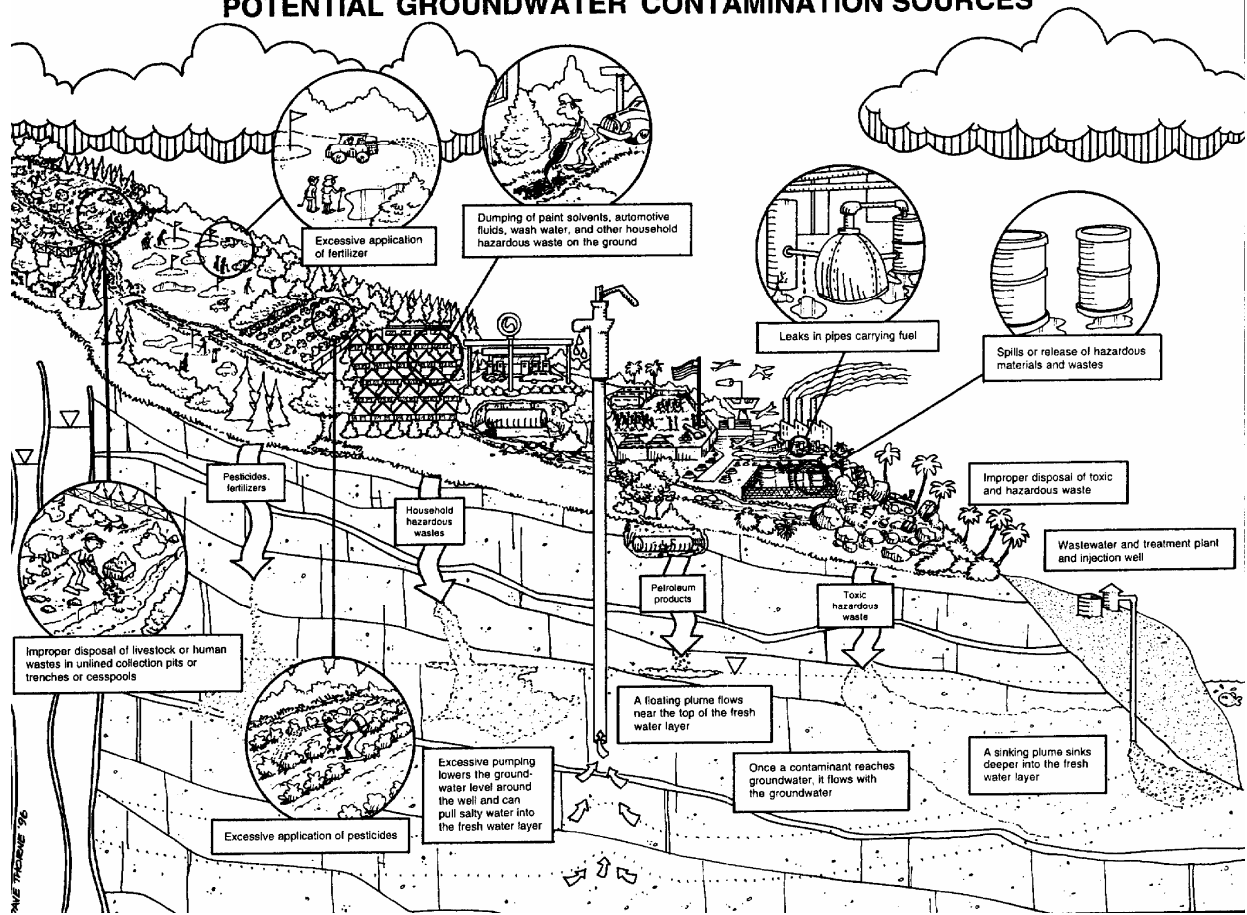 POTENTIAL GROUNDWATER CONTAMINATION SOURCES
Excessive application
of fertilizer
Dumping of paint solvents, automotive
fluids, wash water, and other household
hazardous waste on the ground
Leaks in pipes carrying fuel
Spills or release of hazardous
materials and wastes
Pesticides,
fertilizers
Household
hazardous
wastes
Improper disposal of toxic
and hazardous waste
Wastewater and treatment plant
and injection well
Petroleum
products
Toxic
hazardous
waste
Improper disposal of livestock or human
wastes in unlined collection pits or
trenches or cesspools
A floating plume flows
near the top of the fresh
water layer
Excessive pumping
lowers the ground-
water level around
the well and can
pull salty water into
the fresh water layer
Once a contaminant reaches
groundwater, it flows with
the groundwater
A sinking plume sinks
deeper into the fresh
water layer
Excessive application of pesticides
DAVE THORNE 96